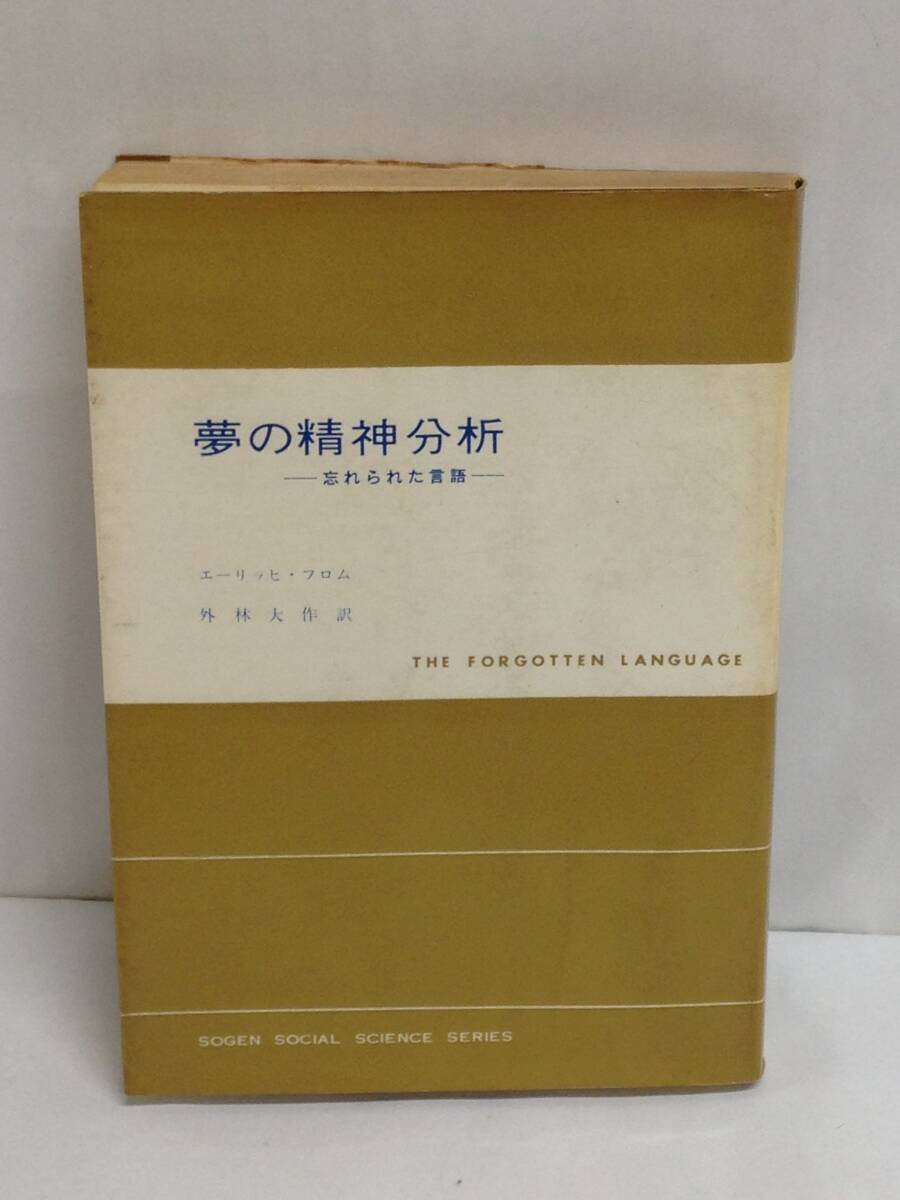 夢の精神分析
──忘れられた言語──
エーリッヒ・フロム
外林大作訳
THE FORGOTTEN LANGUAGE
SOGEN SOCIAL SCIENCE SERIES